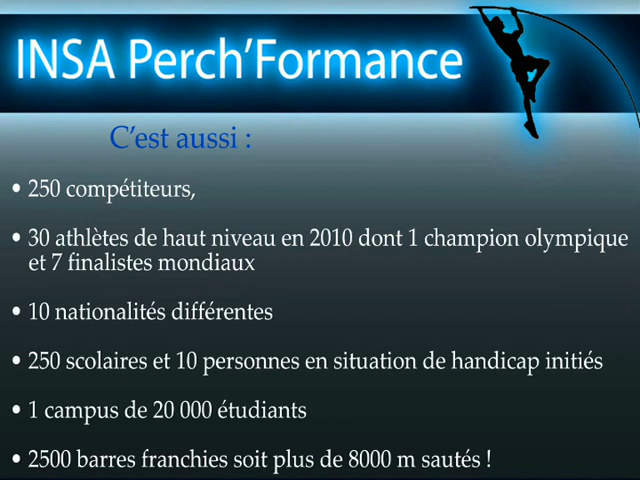 INSA Perch'Formance
C'est aussi :
• 250 compétiteurs,
• 30 athlètes de haut niveau en 2010 dont 1 champion olympique
et 7 finalistes mondiaux
• 10 nationalités différentes
• 250 scolaires et 10 personnes en situation de handicap initiés
• 1 campus de 20 000 étudiants
• 2500 barres franchies soit plus de 8000 m sautés !